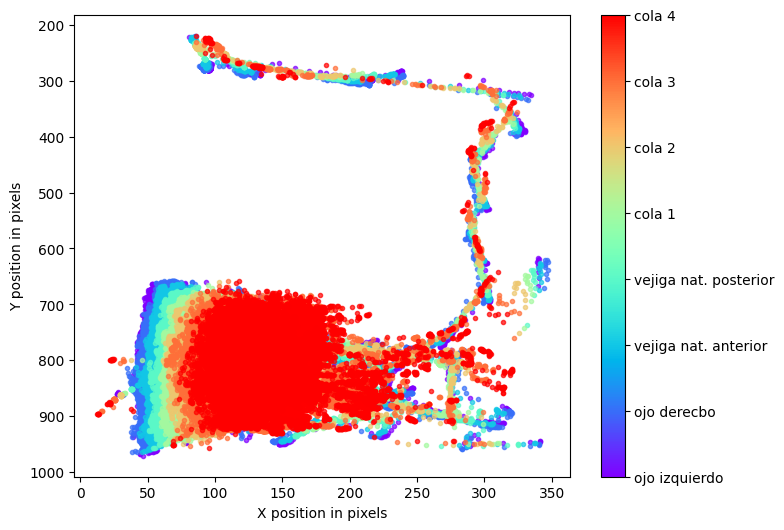 200
300
400
500
600
700
800
900
1000
Y position in pixels
0
50
100
150
200
250
300
350
X position in pixels
cola 4
cola 3
cola 2
cola 1
vejiga nat. posterior
vejiga nat. anterior
ojo derecbo
ojo izquierdo